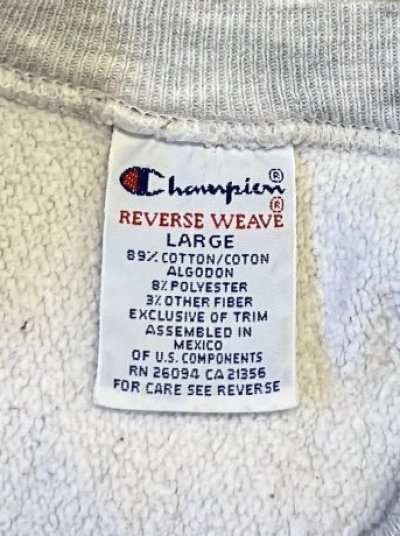 Champion®
REVERSE WEAVE®
LARGE
89% COTTON/COTON
ALGODON
8% POLYESTER
3% OTHER FIBER
EXCLUSIVE OF TRIM
ASSEMBLED IN
MEXICO
OF U.S. COMPONENTS
RN 26094 CA 21356
FOR CARE SEE REVERSE